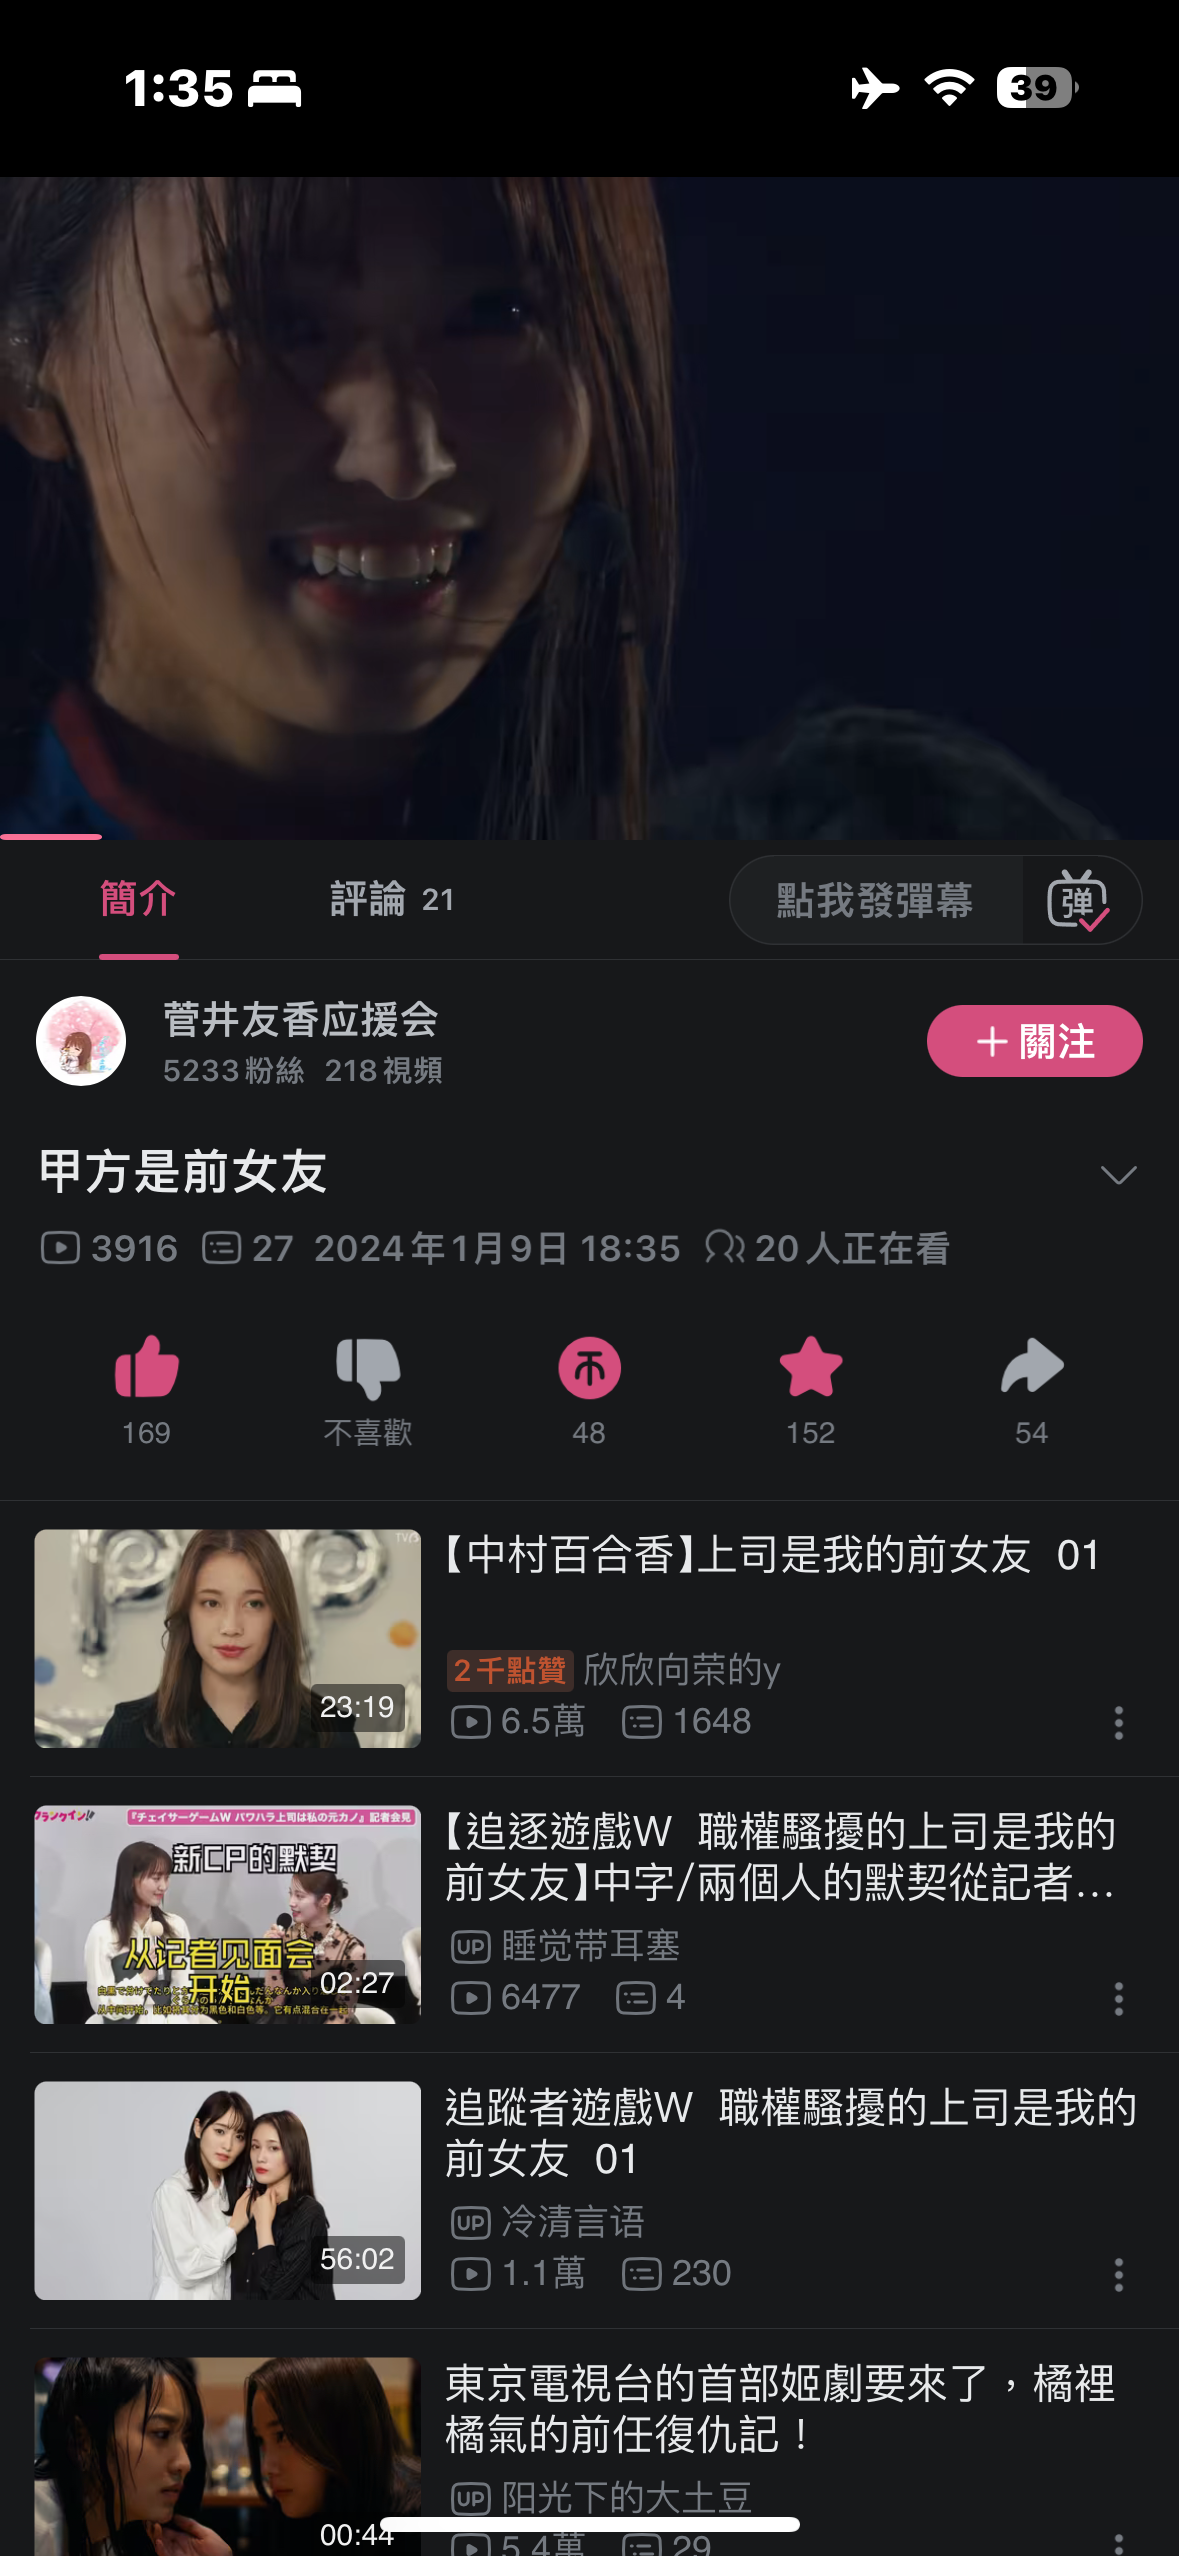 1:35
39
簡介
評論 21
點我發彈幕
弹
菅井友香应援会
5233粉絲 218視頻
+ 關注
甲方是前女友
3916 27 2024年1月9日 18:35 20人正在看
169
不喜歡
48
152
54
23:19
【中村百合香】上司是我的前女友 01
2千點贊 欣欣向荣的y
6.5萬 1648
『チェイサーゲームW パワハラ上司は私の元カノ』記者会見
新CP的默契
从记者见面会
开始
02:27
【追逐遊戲W 職權騷擾的上司是我的
前女友】中字/兩個人的默契從記者...
UP 睡觉带耳塞
6477 4
56:02
追蹤者遊戲W 職權騷擾的上司是我的
前女友 01
UP 冷清言语
1.1萬 230
00:44
東京電視台的首部姬劇要來了，橘裡
橘氣的前任復仇記！
UP 阳光下的大土豆
5.4萬 29